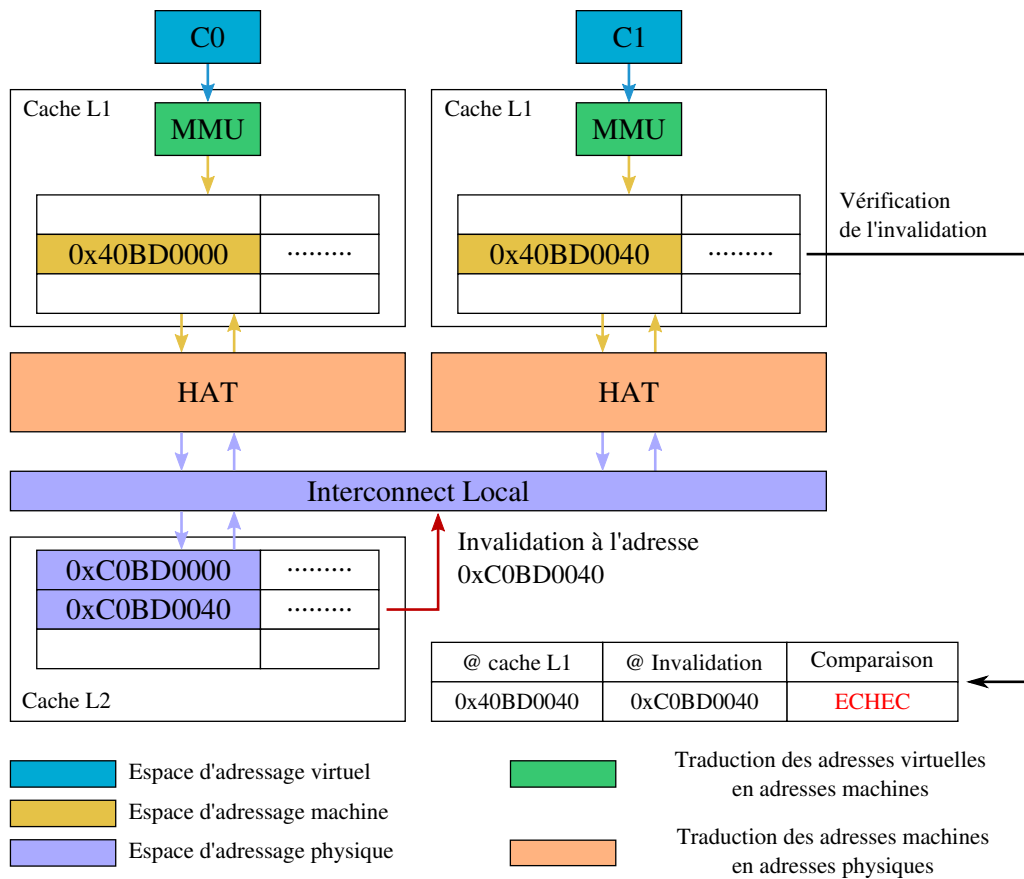 C0
C1
Cache L1
MMU
Cache L1
MMU
0x40BD0000
.........
0x40BD0040
.........
Vérification
de l'invalidation
HAT
HAT
Interconnect Local
0xC0BD0000
.........
0xC0BD0040
.........
Cache L2
Invalidation à l'adresse
0xC0BD0040
@ cache L1
@ Invalidation
Comparaison
0x40BD0040
0xC0BD0040
ECHEC
Espace d'adressage virtuel
Espace d'adressage machine
Espace d'adressage physique
Traduction des adresses virtuelles
en adresses machines
Traduction des adresses machines
en adresses physiques